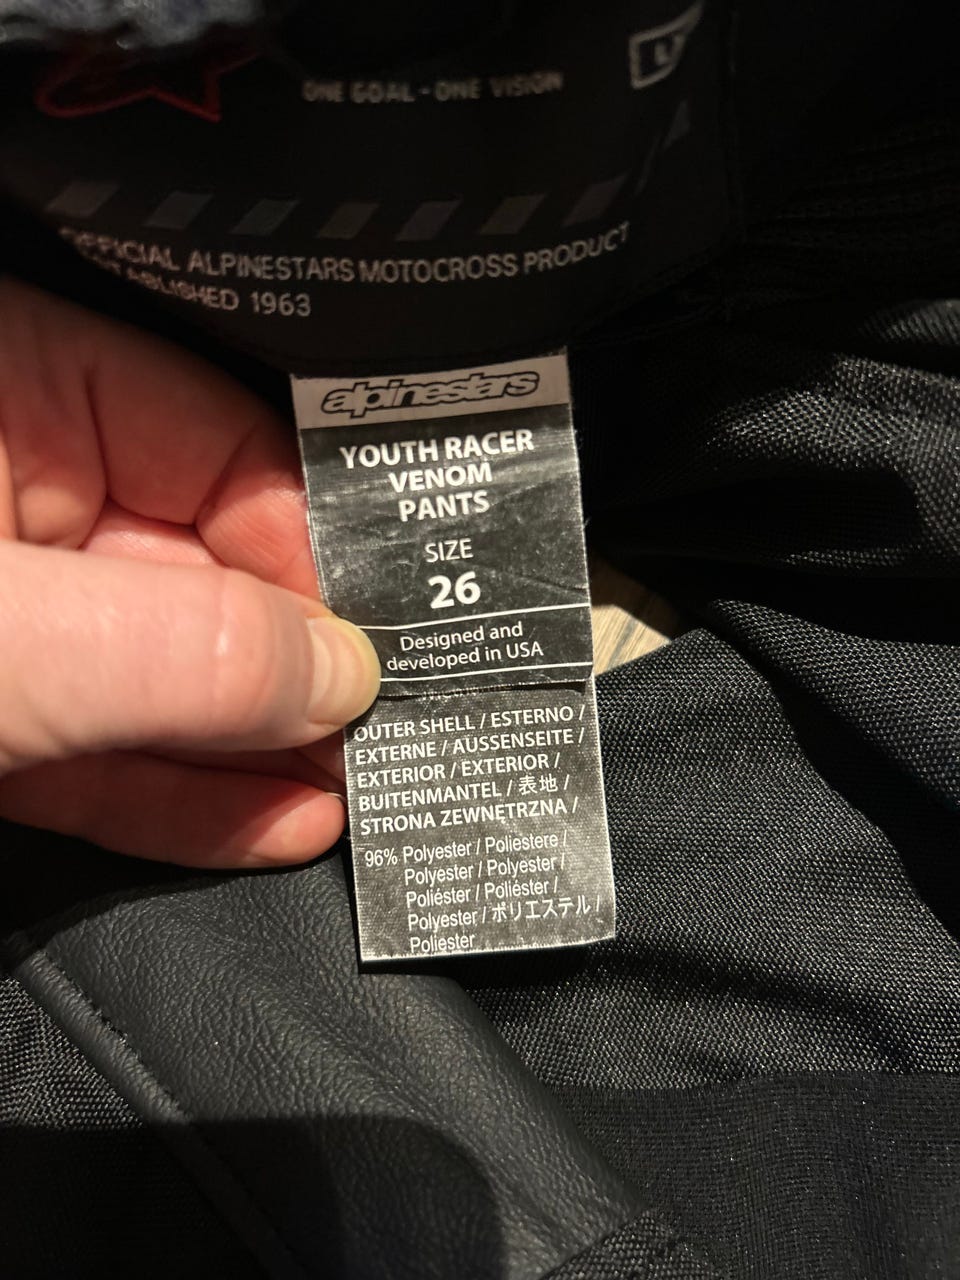 ONE GOAL - ONE VISION
OFFICIAL ALPINESTARS MOTOCROSS PRODUCT
ESTABLISHED 1963
alpinestars
YOUTH RACER
VENOM
PANTS
SIZE
26
Designed and
developed in USA
OUTER SHELL / ESTERNO /
EXTERNE / AUSSENSEITE /
EXTERIOR / EXTERIOR /
BUITENMANTEL / 表地 /
STRONA ZEWNĘTRZNA /
96% Polyester / Poliestere /
Polyester / Polyester /
Poliéster / Poliéster /
Polyester / ポリエステル /
Poliester